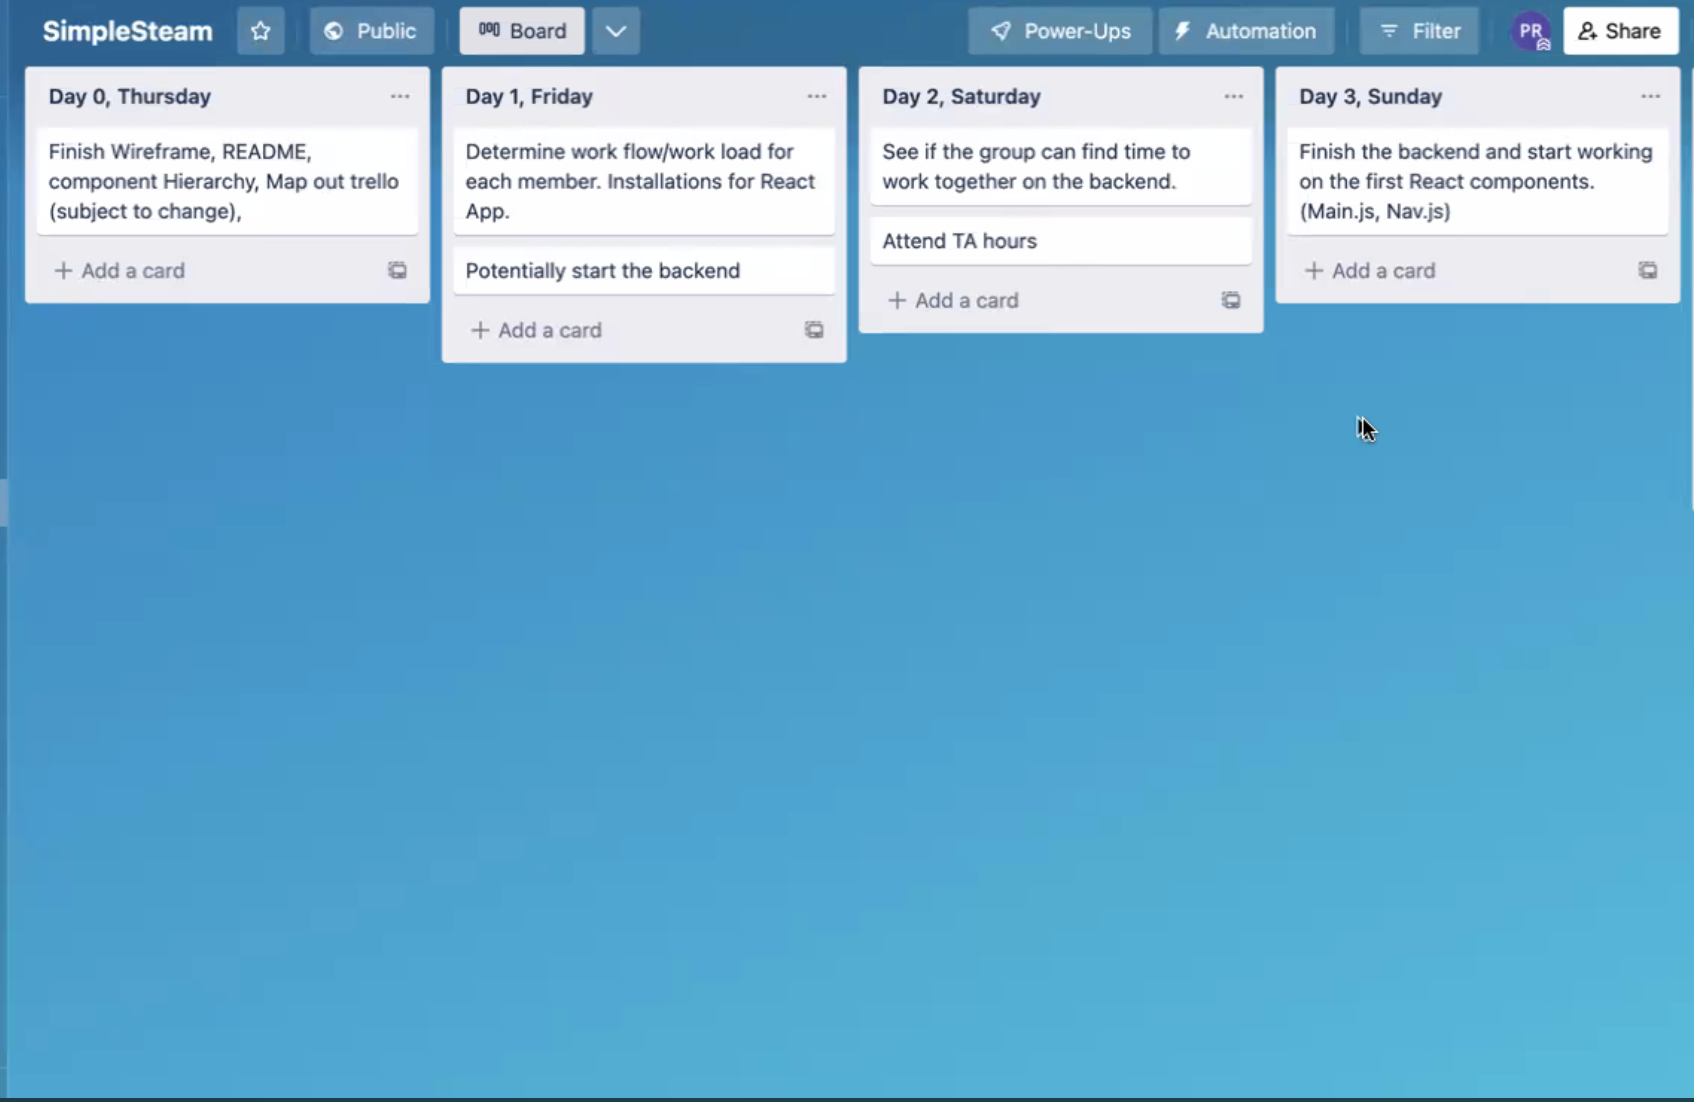 SimpleSteam
Public
Board
Power-Ups
Automation
Filter
PR
Share
Day 0, Thursday
Finish Wireframe, README,
component Hierarchy, Map out trello
(subject to change),
+ Add a card
Day 1, Friday
Determine work flow/work load for
each member. Installations for React
App.
Potentially start the backend
+ Add a card
Day 2, Saturday
See if the group can find time to
work together on the backend.
Attend TA hours
+ Add a card
Day 3, Sunday
Finish the backend and start working
on the first React components.
(Main.js, Nav.js)
+ Add a card